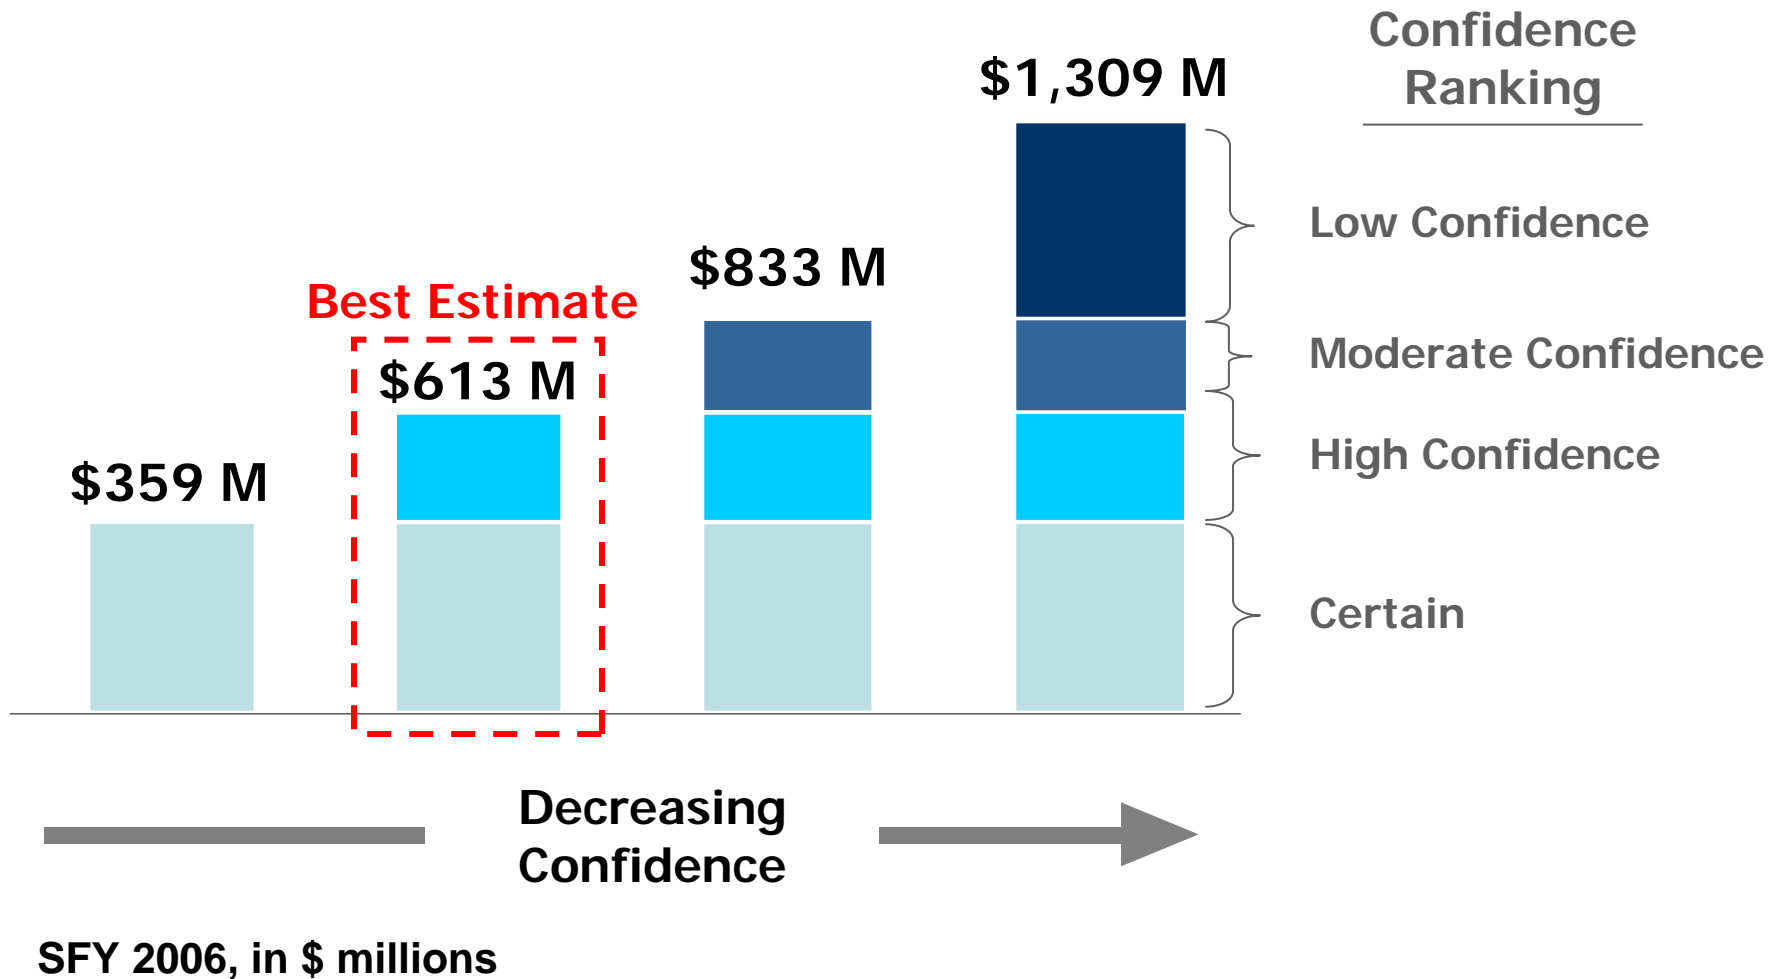 Confidence
Ranking
$1,309 M
Low Confidence
$833 M
Best Estimate
Moderate Confidence
$613 M
High Confidence
$359 M
Certain
Decreasing
Confidence
SFY 2006, in $ millions